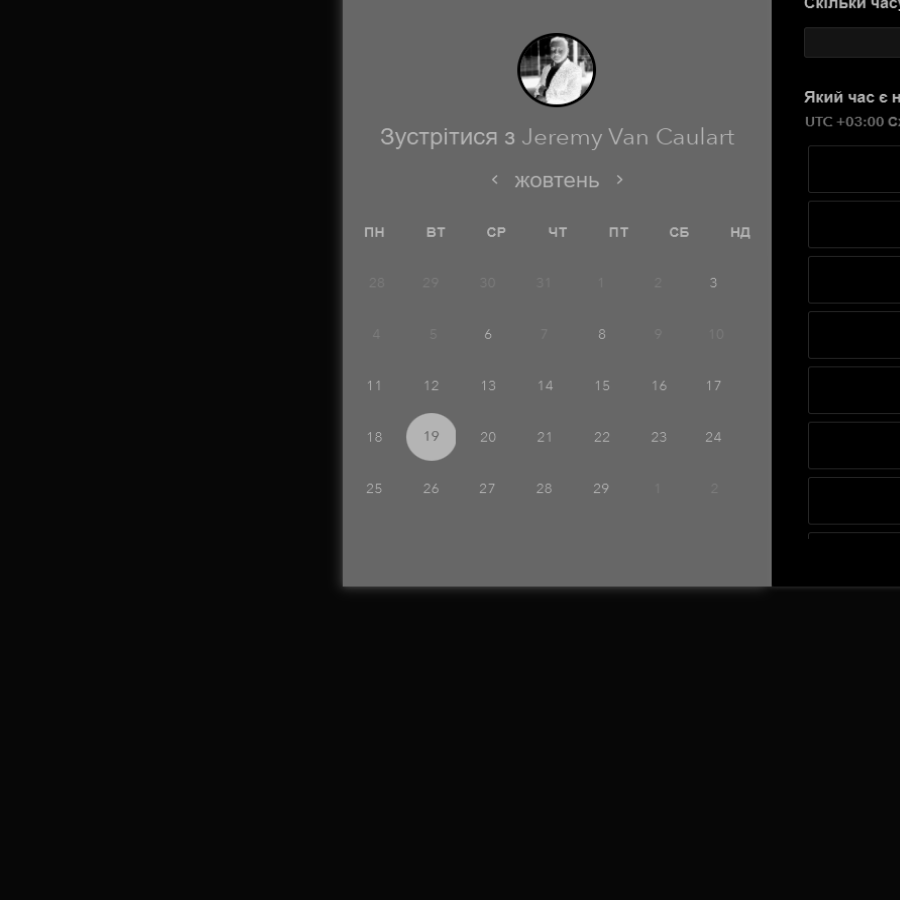 Зустрітися з Jeremy Van Caulart
< жовтень >
ПН ВТ СР ЧТ ПТ СБ НД
28 29 30 31 1 2 3
4 5 6 7 8 9 10
11 12 13 14 15 16 17
18 19 20 21 22 23 24
25 26 27 28 29 1 2
Скільки
Який час є
UTC +03:00